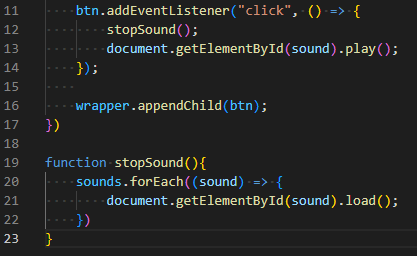 11 btn.addEventListener("click", () => {
12 stopSound();
13 document.getElementById(sound).play();
14 });
15
16 wrapper.appendChild(btn);
17 })
18
19 function stopSound(){
20 sounds.forEach((sound) => {
21 document.getElementById(sound).load();
22 })
23 }